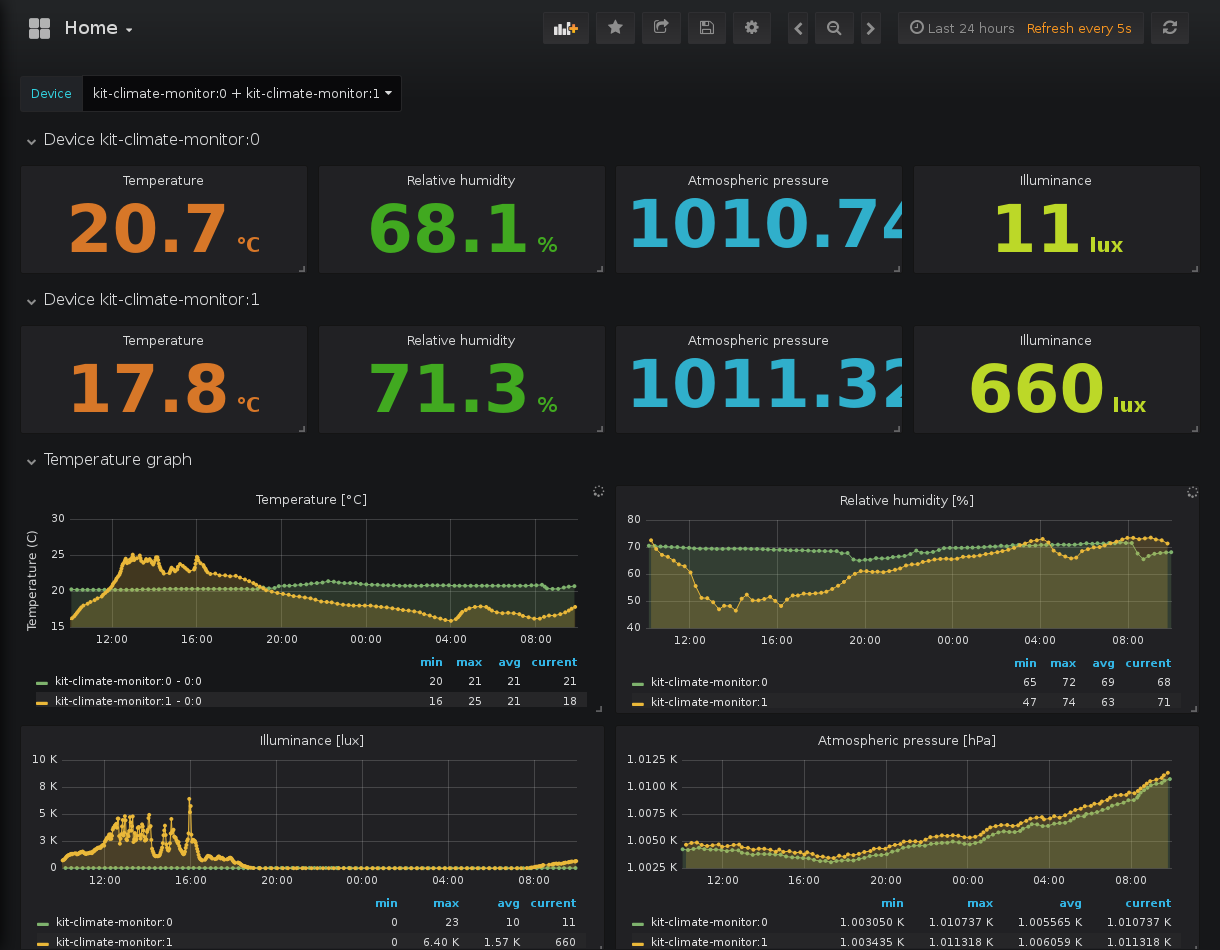 Home
Last 24 hours Refresh every 5s
Device kit-climate-monitor:0 + kit-climate-monitor:1
Device kit-climate-monitor:0
Temperature Relative humidity Atmospheric pressure Illuminance
20.7 °C 68.1 % 1010.74 11 lux
Device kit-climate-monitor:1
Temperature Relative humidity Atmospheric pressure Illuminance
17.8 °C 71.3 % 1011.32 660 lux
Temperature graph
Temperature [°C]
Temperature (C)
30
25
20
15
12:00 16:00 20:00 00:00 04:00 08:00
min max avg current
kit-climate-monitor:0 - 0:0 20 21 21 21
kit-climate-monitor:1 - 0:0 16 25 21 18
Relative humidity [%]
80
70
60
50
40
12:00 16:00 20:00 00:00 04:00 08:00
min max avg current
kit-climate-monitor:0 65 72 69 68
kit-climate-monitor:1 47 74 63 71
Illuminance [lux]
10 K
8 K
5 K
3 K
0
12:00 16:00 20:00 00:00 04:00 08:00
min max avg current
kit-climate-monitor:0 0 23 10 11
kit-climate-monitor:1 0 6.40 K 1.57 K 660
Atmospheric pressure [hPa]
1.0125 K
1.0100 K
1.0075 K
1.0050 K
1.0025 K
12:00 16:00 20:00 00:00 04:00 08:00
min max avg current
kit-climate-monitor:0 1.003050 K 1.010737 K 1.005565 K 1.010737 K
kit-climate-monitor:1 1.003435 K 1.011318 K 1.006059 K 1.011318 K